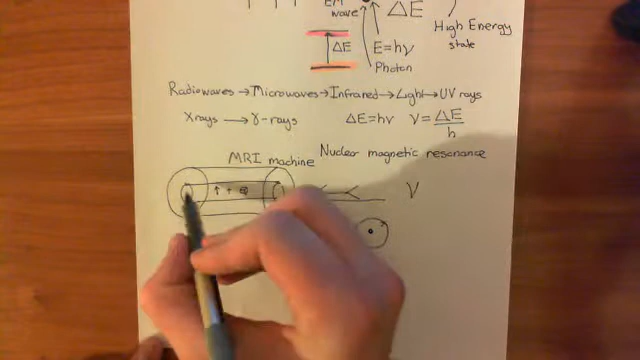 EM
wave
ΔE
High Energy
state
ΔE
E=hν
Photon
Radiowaves→Microwaves→Infrared→Light→UV rays
Xrays → γ-rays ΔE=hν ν=ΔE/h
MRI machine Nuclear magnetic resonance
ν